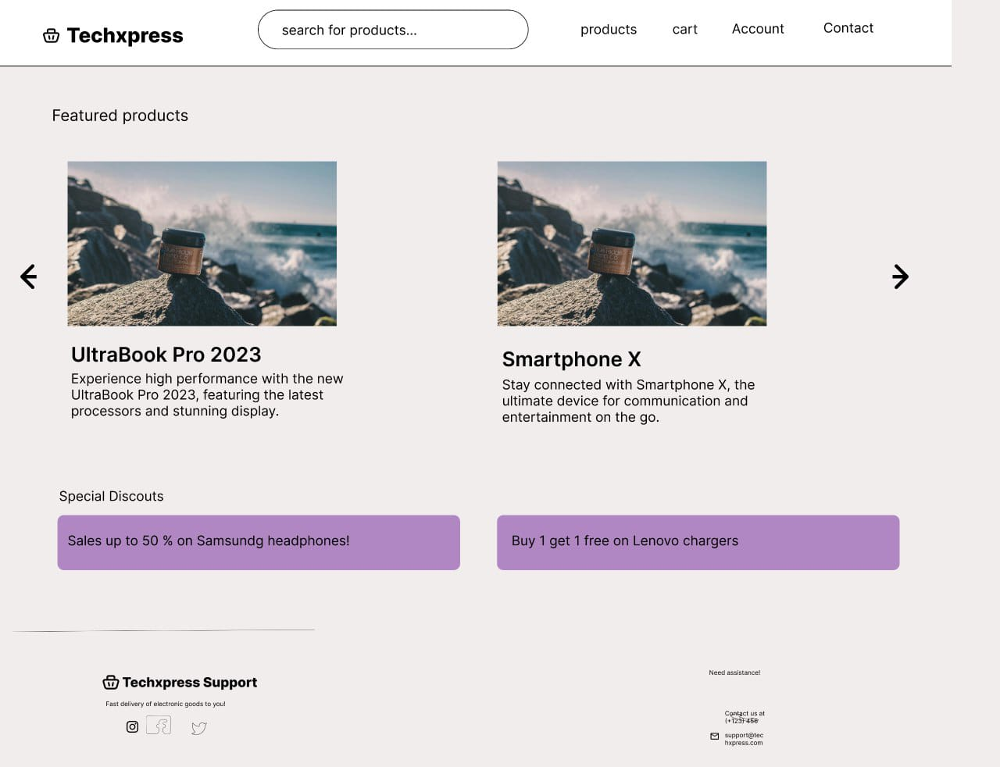 Techxpress
search for products...
products
cart
Account
Contact
Featured products
UltraBook Pro 2023
Experience high performance with the new
UltraBook Pro 2023, featuring the latest
processors and stunning display.
Smartphone X
Stay connected with Smartphone X, the
ultimate device for communication and
entertainment on the go.
Special Discouts
Sales up to 50 % on Samsundg headphones!
Buy 1 get 1 free on Lenovo chargers
Techxpress Support
Fast delivery of electronic goods to you!
Need assistance!
Contact us at
(+123) 456
support@tec
hxpress.com